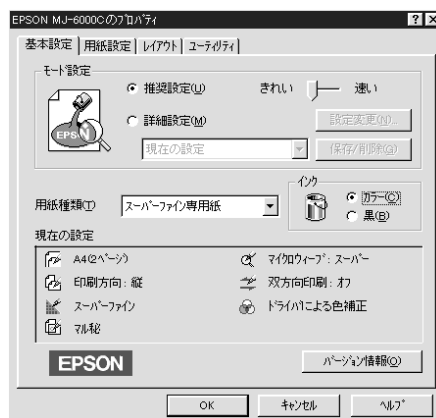 EPSON MJ-6000Cのプロパティ
基本設定 用紙設定 レイアウト ユーティリティ
モード設定
推奨設定(U) きれい 速い
詳細設定(M) 設定変更(N)...
現在の設定 保存/削除(G)
EPSON
インク
用紙種類(T) スーパーファイン専用紙 カラー(C)
黒(B)
現在の設定
A4(2ページ) マイクロウィーブ：スーパー
印刷方向：縦 双方向印刷：オフ
スーパーファイン ドライバによる色補正
マル秘
EPSON バージョン情報(O)
OK キャンセル ヘルプ